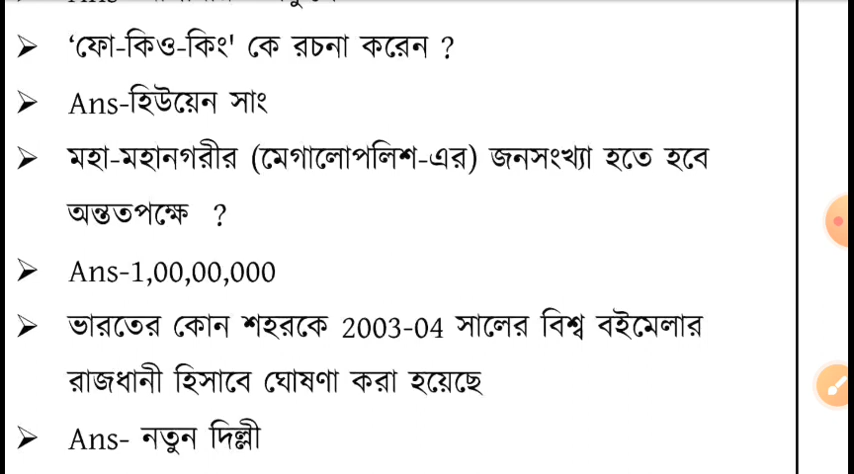 ➤ ‘ফো-কিও-কিং' কে রচনা করেন ?
➤ Ans-হিউয়েন সাং
➤ মহা-মহানগরীর (মেগালোপলিশ-এর) জনসংখ্যা হতে হবে
অন্ততপক্ষে ?
➤ Ans-1,00,00,000
➤ ভারতের কোন শহরকে 2003-04 সালের বিশ্ব বইমেলার
রাজধানী হিসাবে ঘোষণা করা হয়েছে
➤ Ans- নতুন দিল্লী